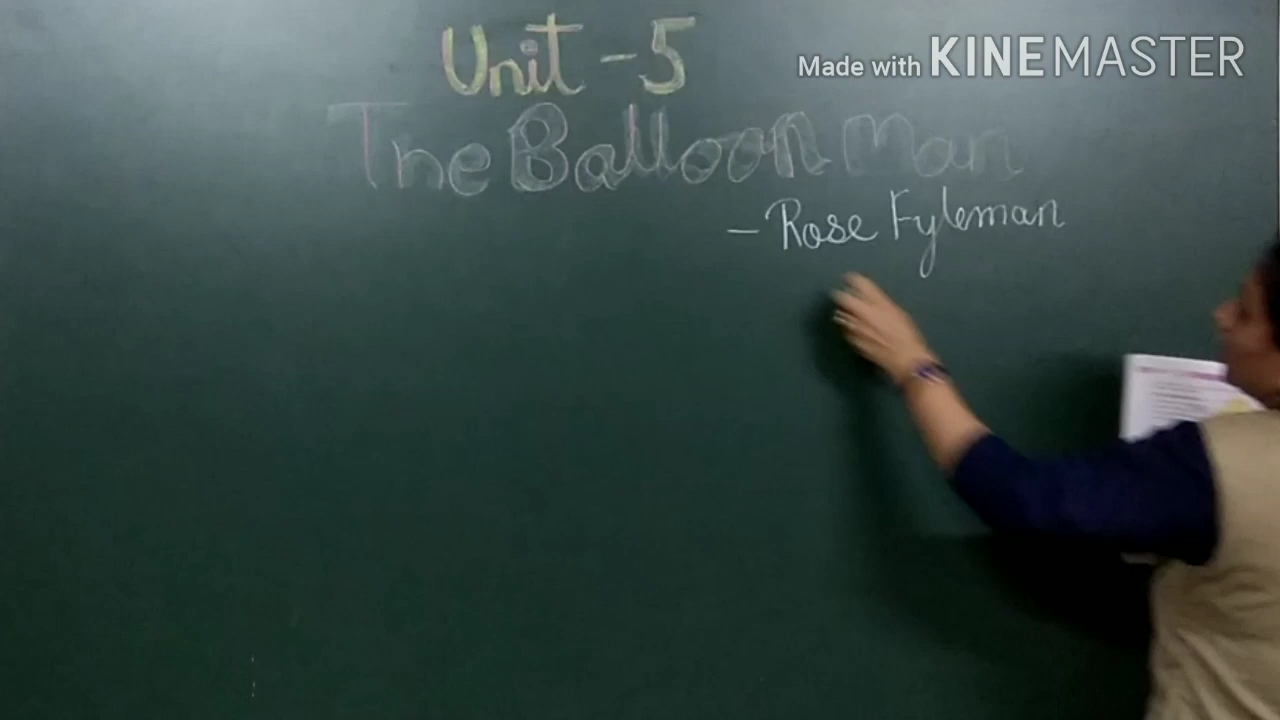 Unit - 5
Made with KINEMASTER
The Balloon Man
- Rose Fyleman